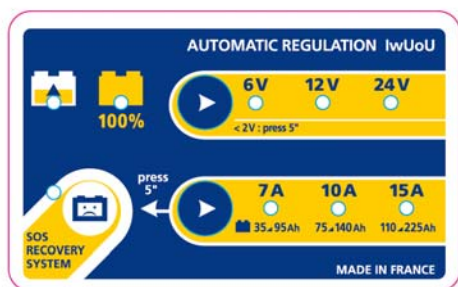 AUTOMATIC REGULATION IwUoU
6V 12V 24V
100%
< 2V : press 5"
press
5"
7A 10A 15A
35⊿95Ah 75⊿140Ah 110⊿225Ah
SOS
RECOVERY
SYSTEM
MADE IN FRANCE